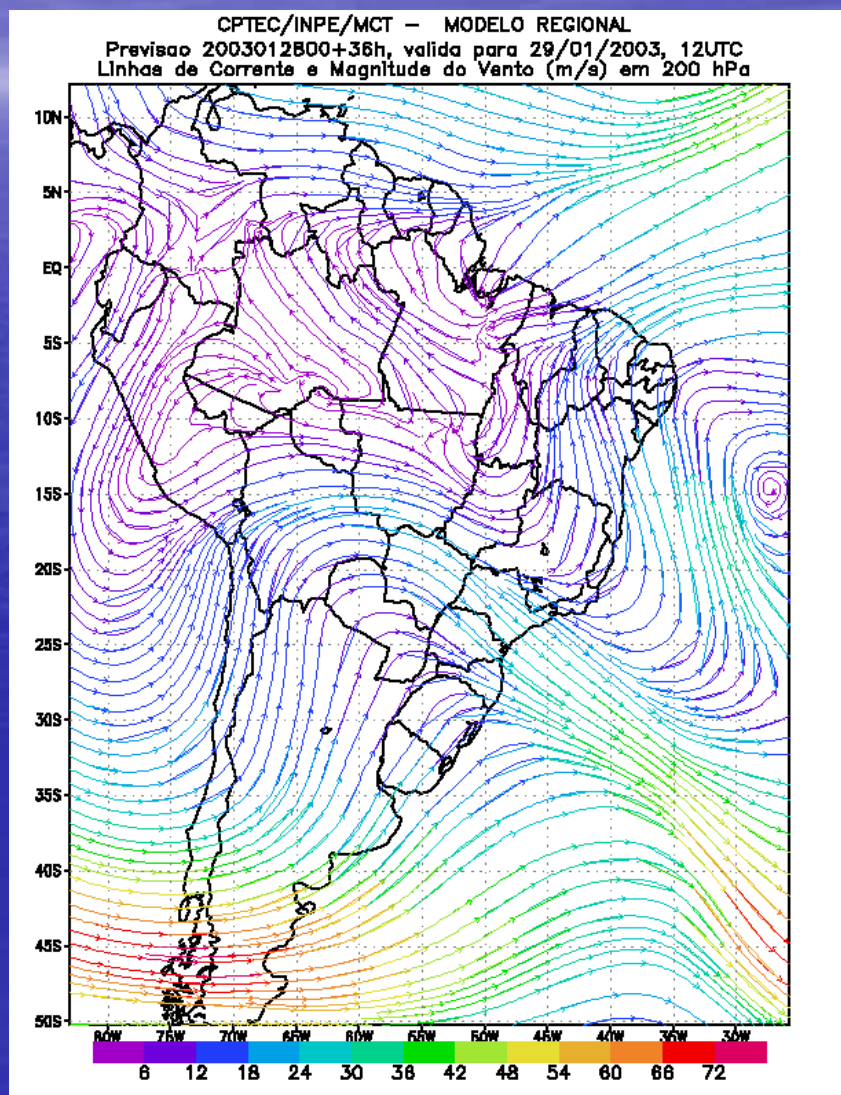 CPTEC/INPE/MCT - MODELO REGIONAL
Previsao 2003012800+36h, valida para 29/01/2003, 12UTC
Linhas de Corrente e Magnitude do Vento (m/s) em 200 hPa
10N
5N
EQ
5S
10S
15S
20S
25S
30S
35S
40S
45S
50S
80W 75W 70W 65W 60W 55W 50W 45W 40W 35W 30W
6 12 18 24 30 36 42 48 54 60 66 72